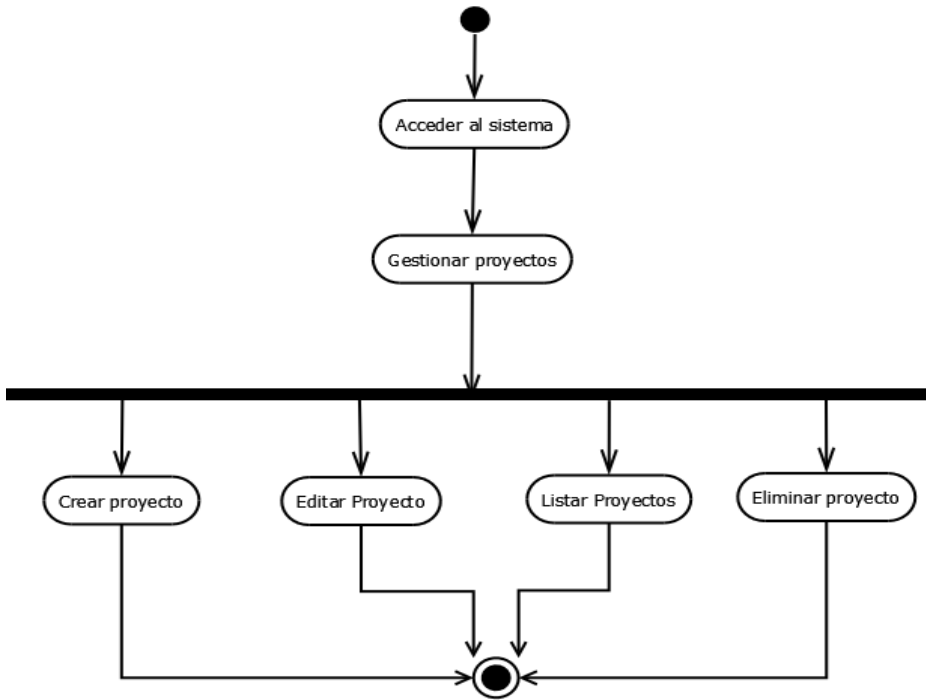 Acceder al sistema
Gestionar proyectos
Crear proyecto
Editar Proyecto
Listar Proyectos
Eliminar proyecto